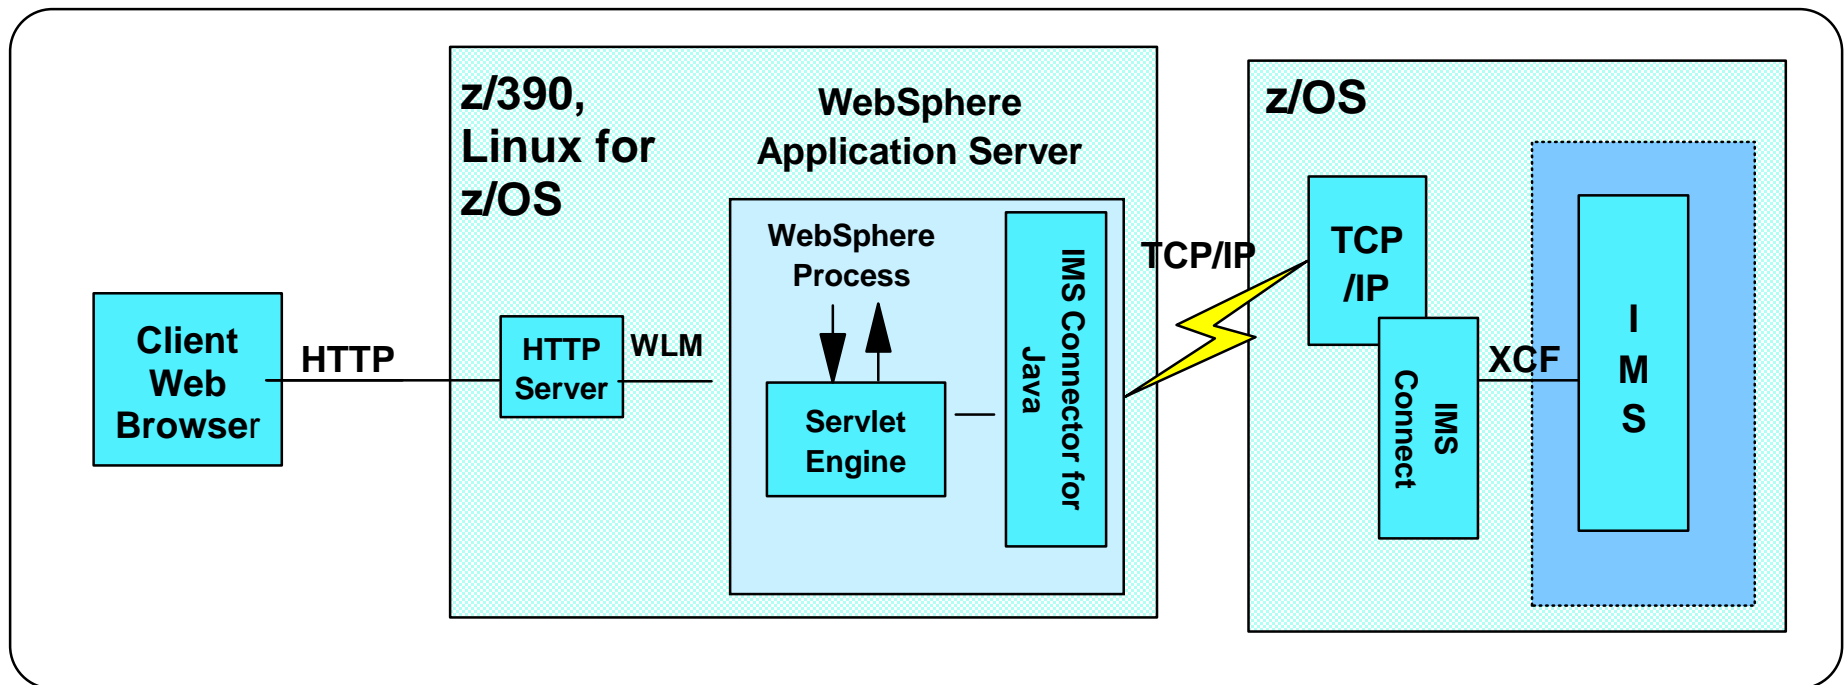 Client
Web
Browser
HTTP
z/390,
Linux for
z/OS
HTTP
Server
WLM
WebSphere
Application Server
WebSphere
Process
Servlet
Engine
IMS Connector for
Java
TCP/IP
z/OS
TCP
/IP
IMS
Connect
XCF
I
M
S